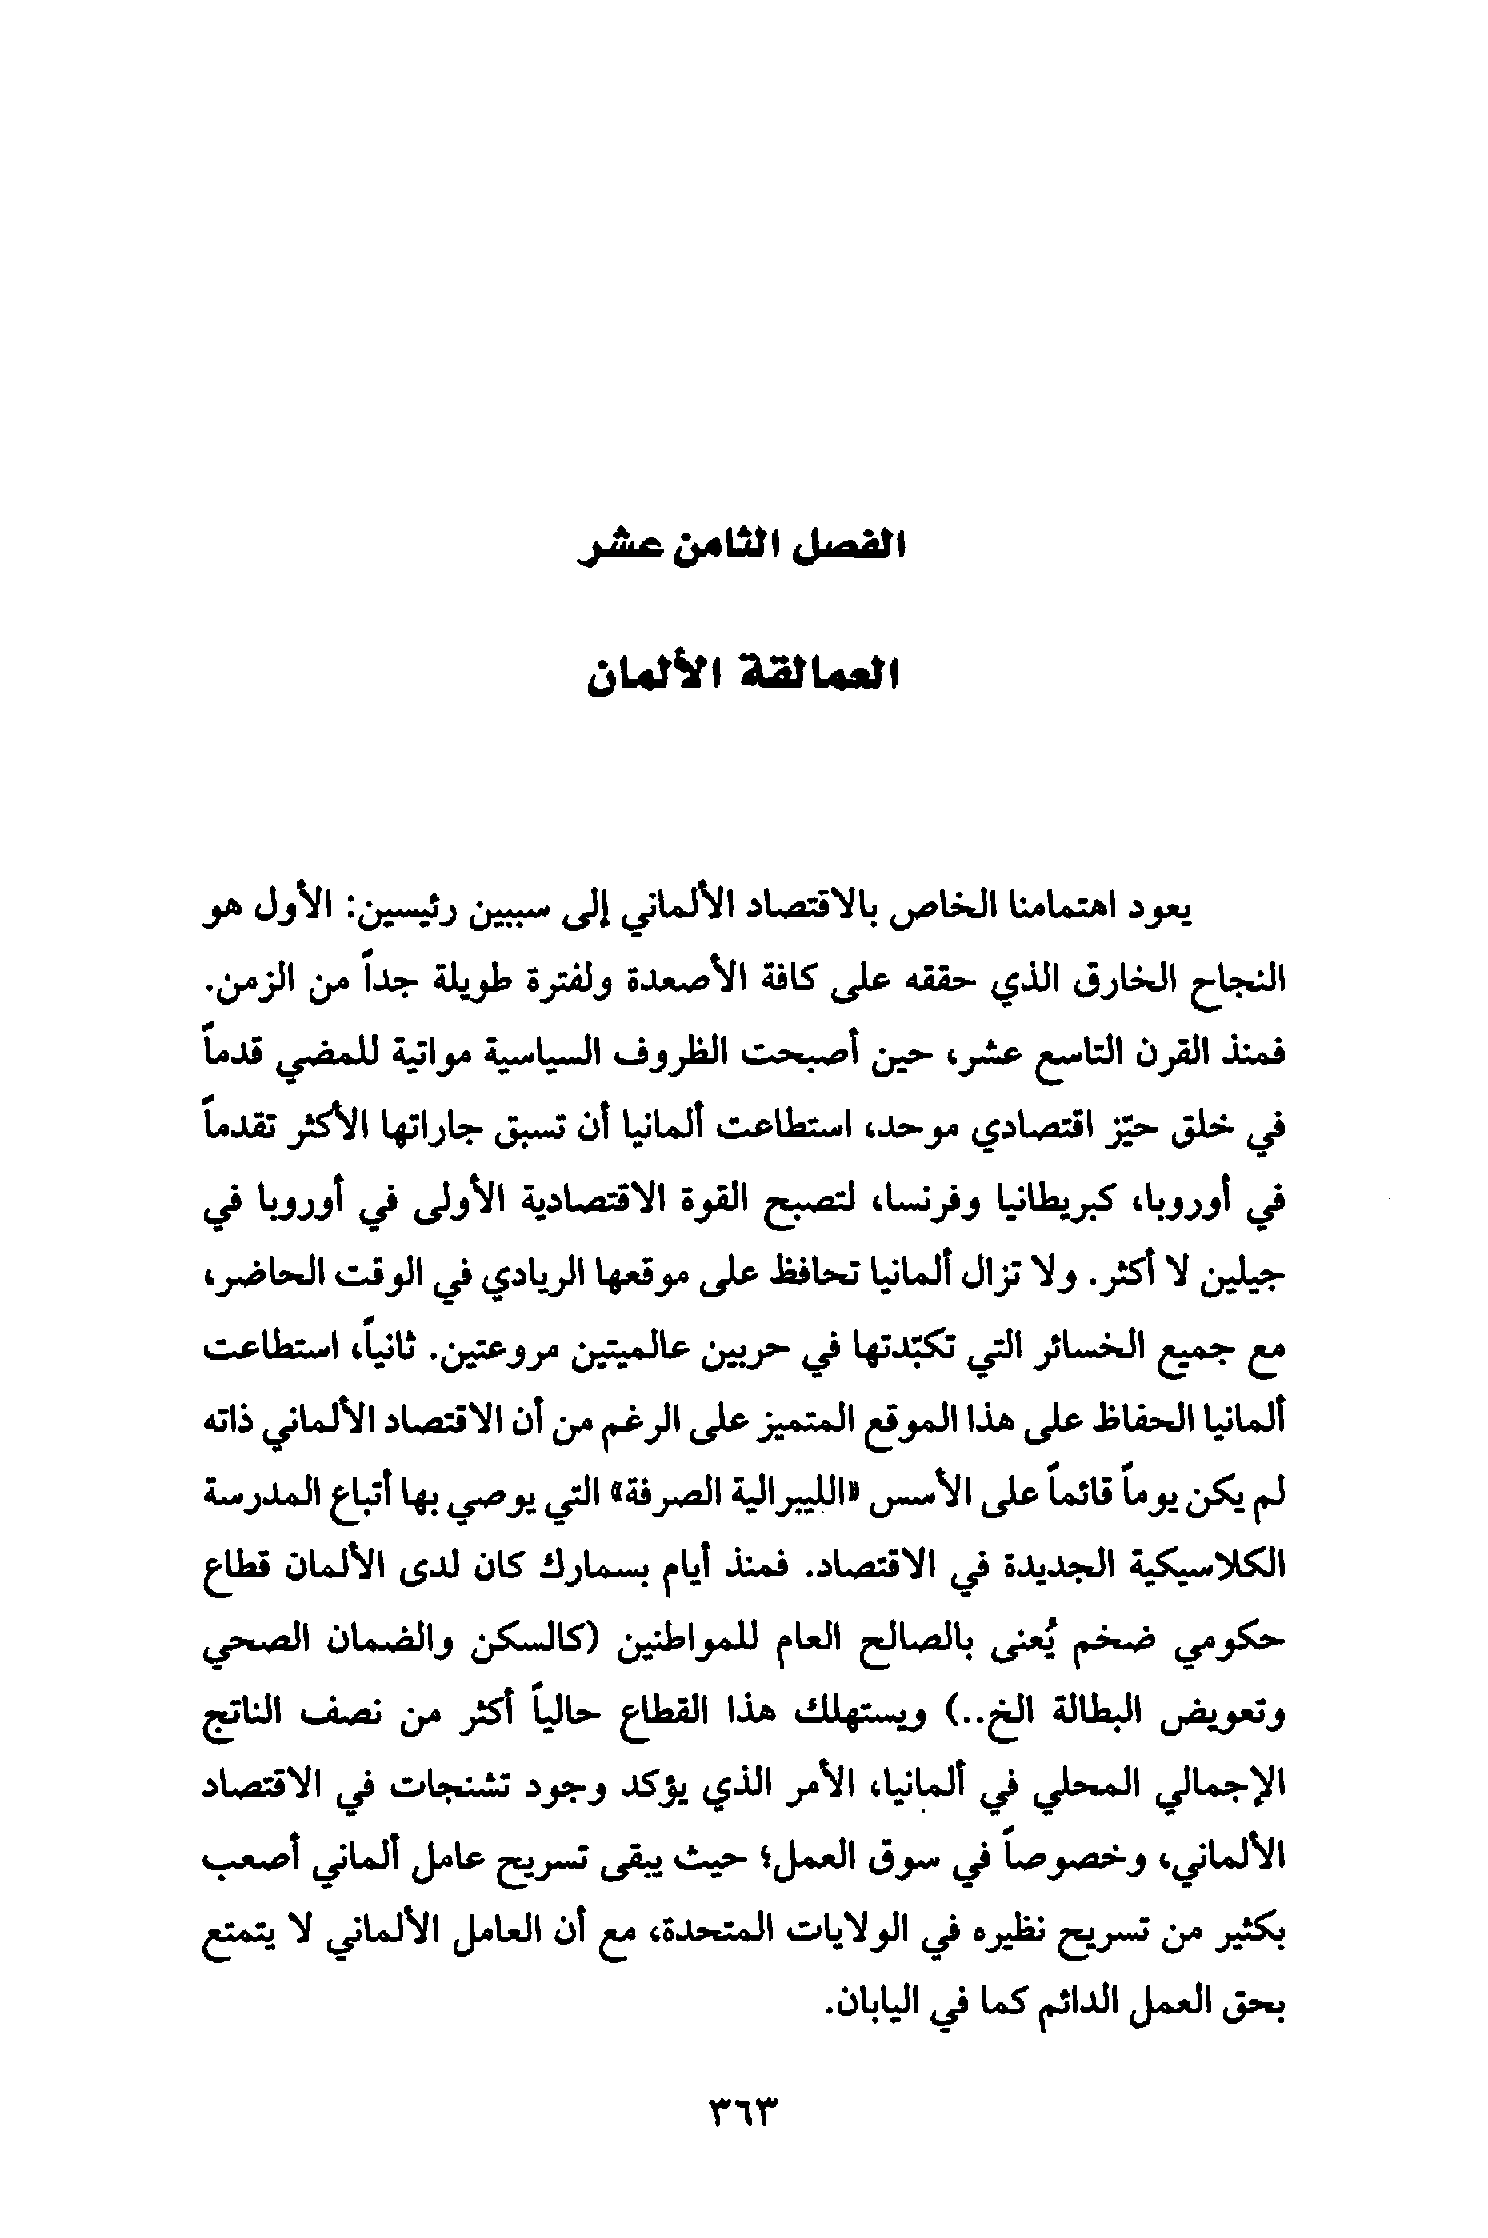 الفصل الثامن عشر
العمالقة الألمان
يعود اهتمامنا الخاص بالاقتصاد الألماني إلى سببين رئيسين: الأول هو
النجاح الخارق الذي حققه على كافة الأصعدة ولفترة طويلة جداً من الزمن.
فمنذ القرن التاسع عشر، حين أصبحت الظروف السياسية مواتية للمضي قدماً
في خلق حيّز اقتصادي موحد، استطاعت ألمانيا أن تسبق جاراتها الأكثر تقدماً
في أوروبا، كبريطانيا وفرنسا، لتصبح القوة الاقتصادية الأولى في أوروبا في
جيلين لا أكثر. ولا تزال ألمانيا تحافظ على موقعها الريادي في الوقت الحاضر،
مع جميع الخسائر التي تكبّدتها في حربين عالميتين مروعتين. ثانياً، استطاعت
ألمانيا الحفاظ على هذا الموقع المتميز على الرغم من أن الاقتصاد الألماني ذاته
لم يكن يوماً قائماً على الأسس «الليبرالية الصرفة» التي يوصي بها أتباع المدرسة
الكلاسيكية الجديدة في الاقتصاد. فمنذ أيام بسمارك كان لدى الألمان قطاع
حكومي ضخم يُعنى بالصالح العام للمواطنين (كالسكن والضمان الصحي
وتعويض البطالة الخ..) ويستهلك هذا القطاع حالياً أكثر من نصف الناتج
الإجمالي المحلي في ألمانيا، الأمر الذي يؤكد وجود تشنجات في الاقتصاد
الألماني، وخصوصاً في سوق العمل؛ حيث يبقى تسريح عامل ألماني أصعب
بكثير من تسريح نظيره في الولايات المتحدة، مع أن العامل الألماني لا يتمتع
بحق العمل الدائم كما في اليابان.
٣٦٣